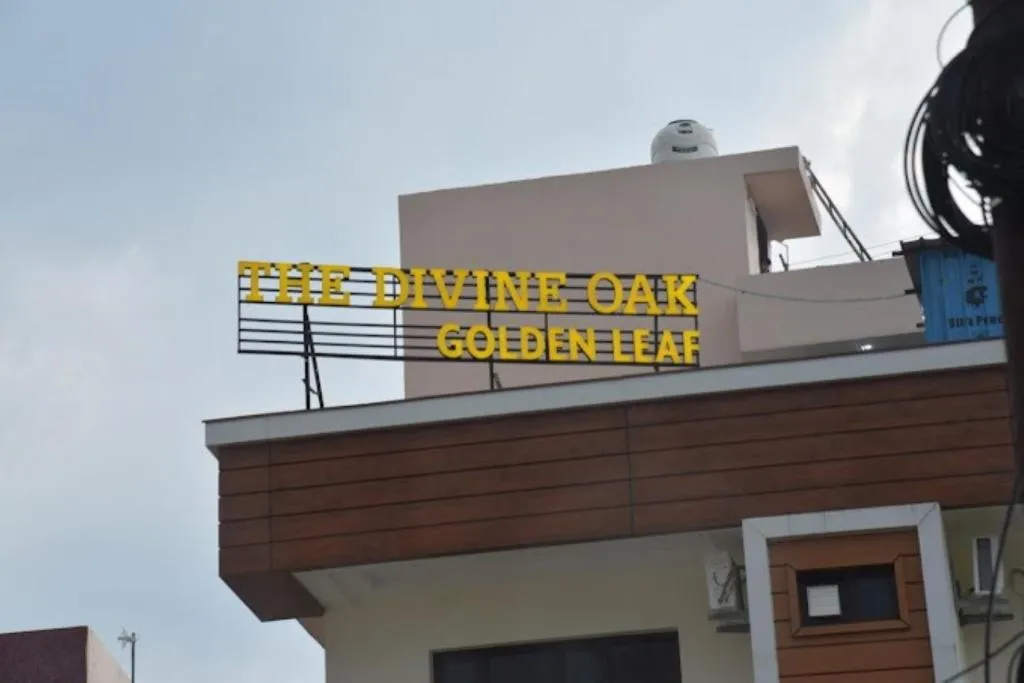 THE DIVINE OAK
GOLDEN LEAF